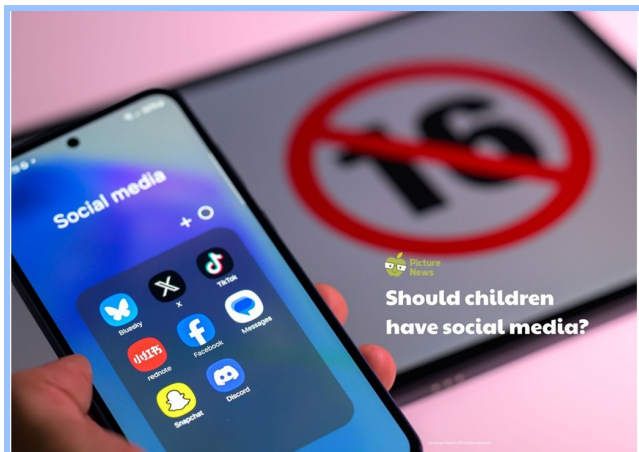 Social media
Bluesky
X
TikTok
rednote
Facebook
Messages
Snapchat
Discord
小红书
16
Picture
News
Should children
have social media?